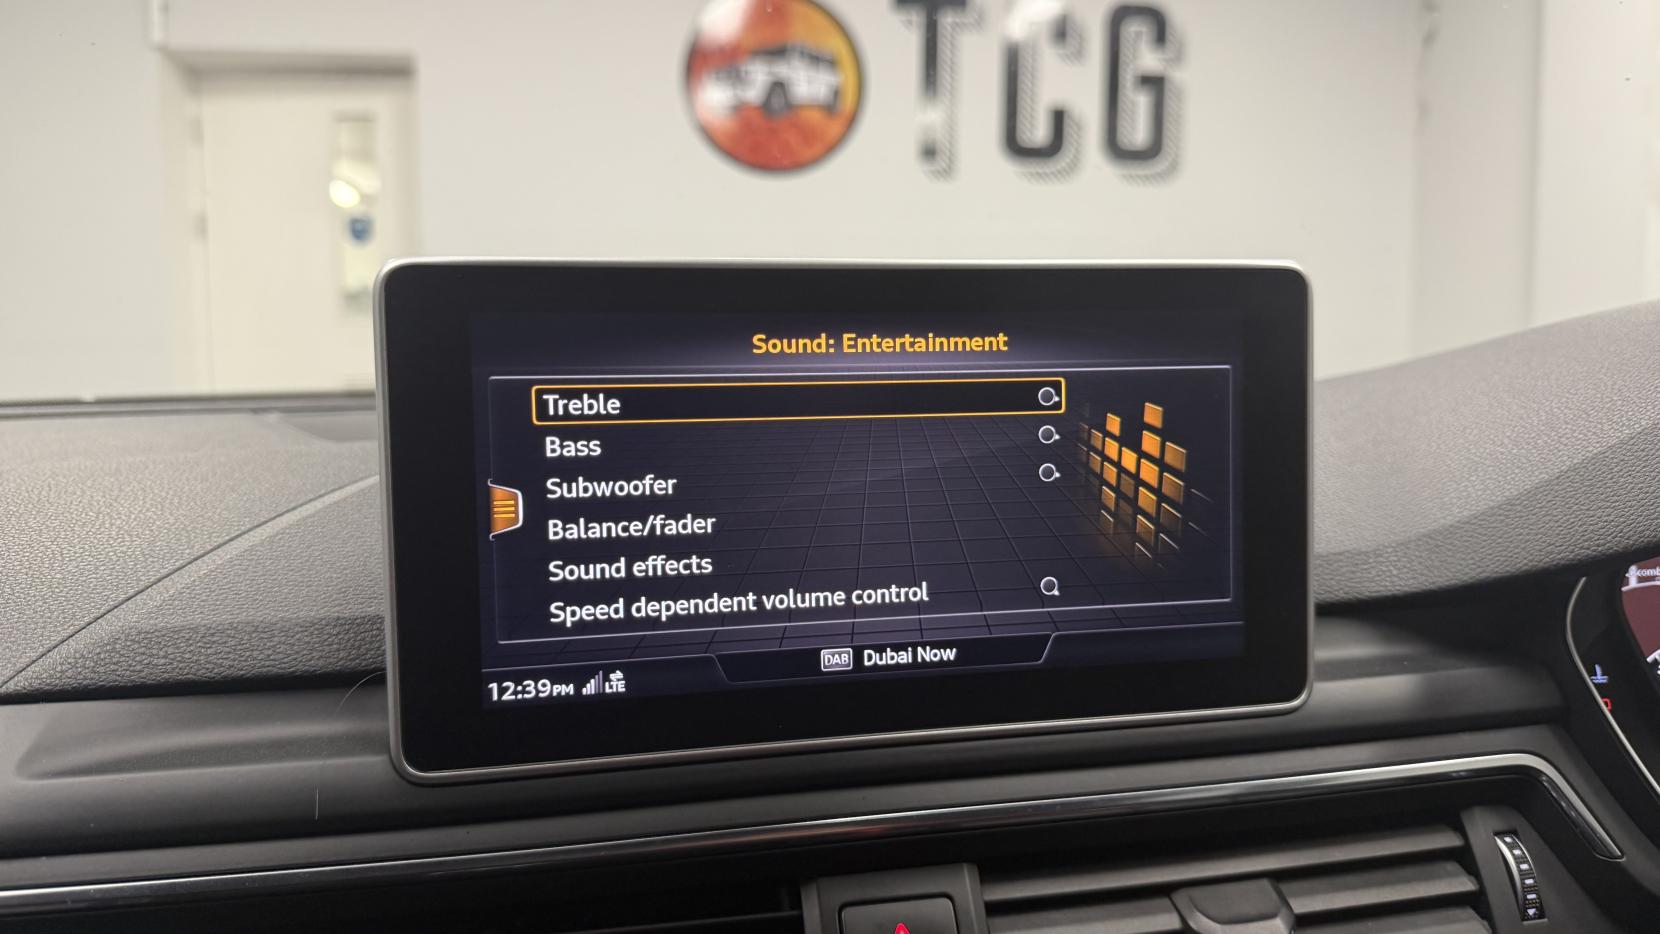 TCG
Sound: Entertainment
Treble
Bass
Subwoofer
Balance/fader
Sound effects
Speed dependent volume control
DAB Dubai Now
12:39PM LTE